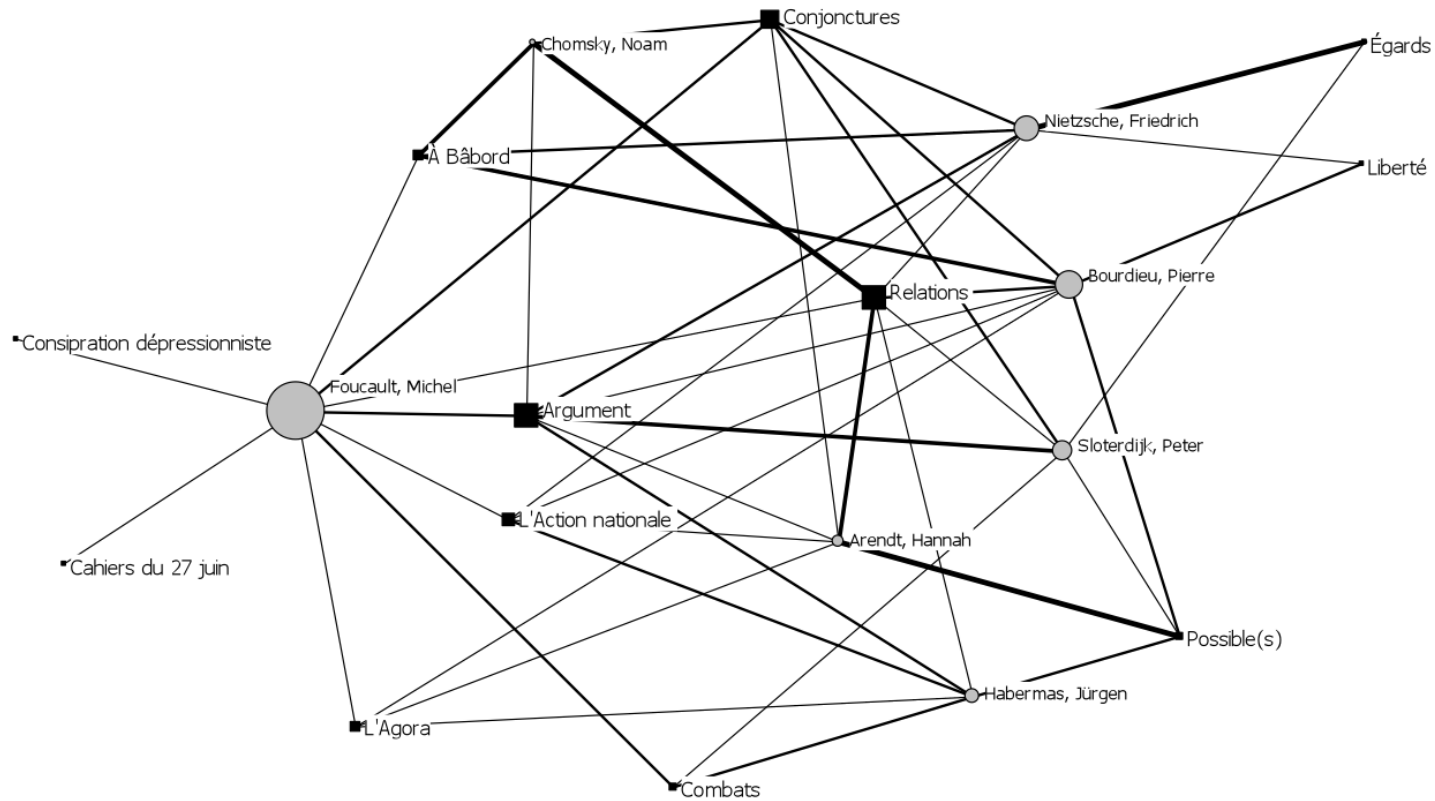 Conjonctures
Chomsky, Noam
Égards
Nietzsche, Friedrich
À Bâbord
Liberté
Bourdieu, Pierre
Relations
Consipration dépressionniste
Foucault, Michel
Argument
Sloterdijk, Peter
L'Action nationale
Arendt, Hannah
Cahiers du 27 juin
Possible(s)
Habermas, Jürgen
L'Agora
Combats